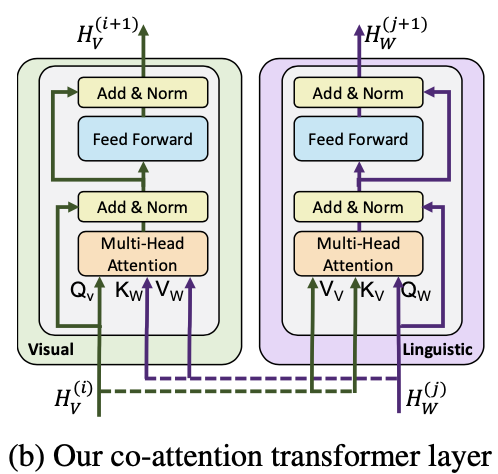 H_V^(i+1)
H_W^(j+1)
Add & Norm
Feed Forward
Add & Norm
Multi-Head
Attention
Q_v K_W V_W
Visual
Add & Norm
Feed Forward
Add & Norm
Multi-Head
Attention
V_V K_V Q_W
Linguistic
H_V^(i)
H_W^(j)
(b) Our co-attention transformer layer